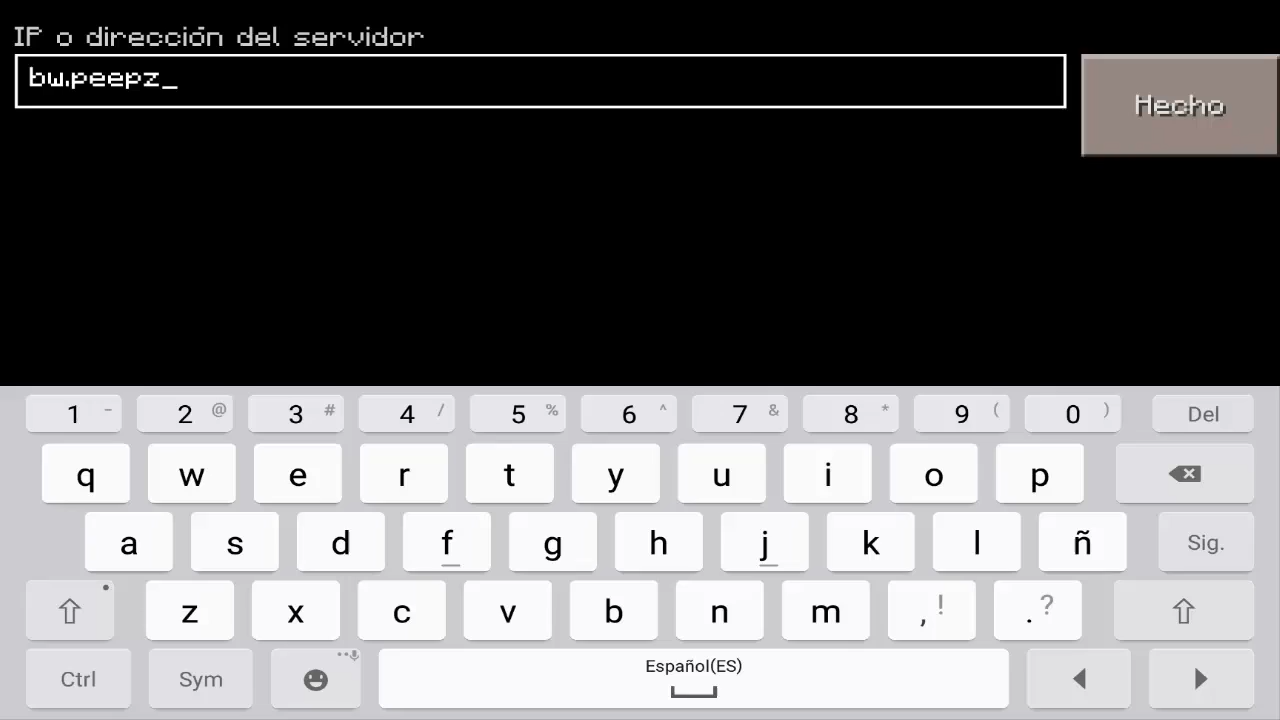 IP o dirección del servidor
bw.peepz_
Hecho
1 - 2 @ 3 # 4 / 5 % 6 ^ 7 & 8 * 9 ( 0 ) Del
q w e r t y u i o p
a s d f g h j k l ñ Sig.
z x c v b n m , ! . ?
Ctrl Sym Español(ES)